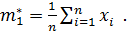 m₁* = 1/n ∑ᵢ₌₁ⁿ xᵢ .